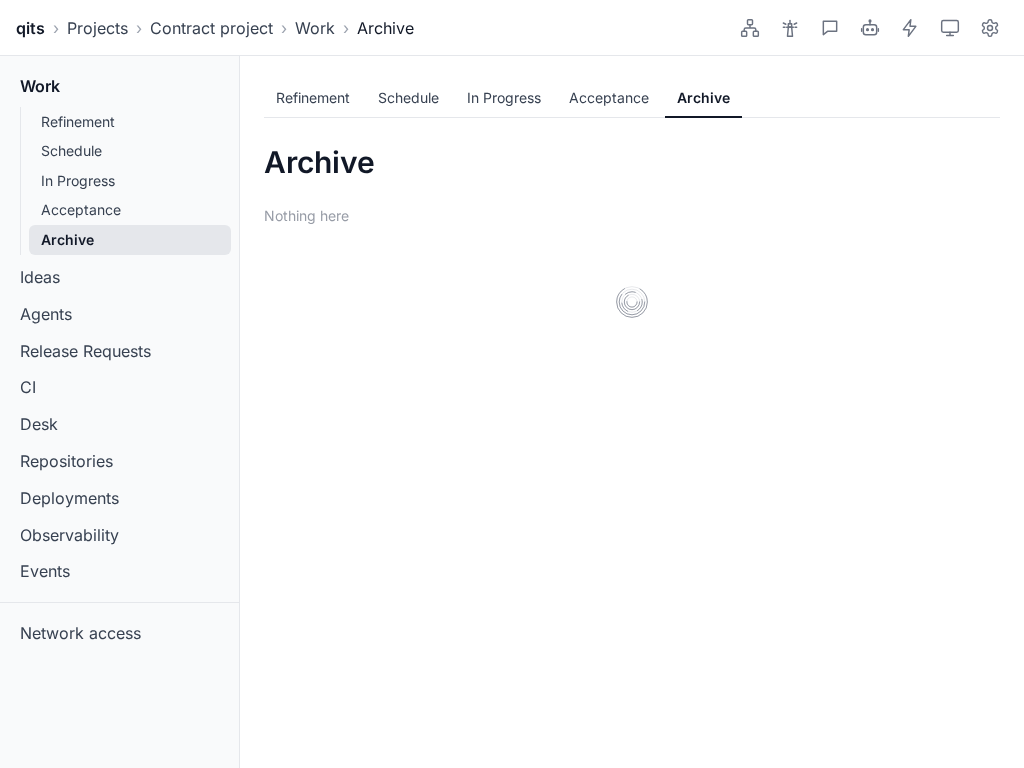 qits › Projects › Contract project › Work › Archive
Work
Refinement
Schedule
In Progress
Acceptance
Archive
Ideas
Agents
Release Requests
CI
Desk
Repositories
Deployments
Observability
Events
Network access
Refinement Schedule In Progress Acceptance Archive
Archive
Nothing here